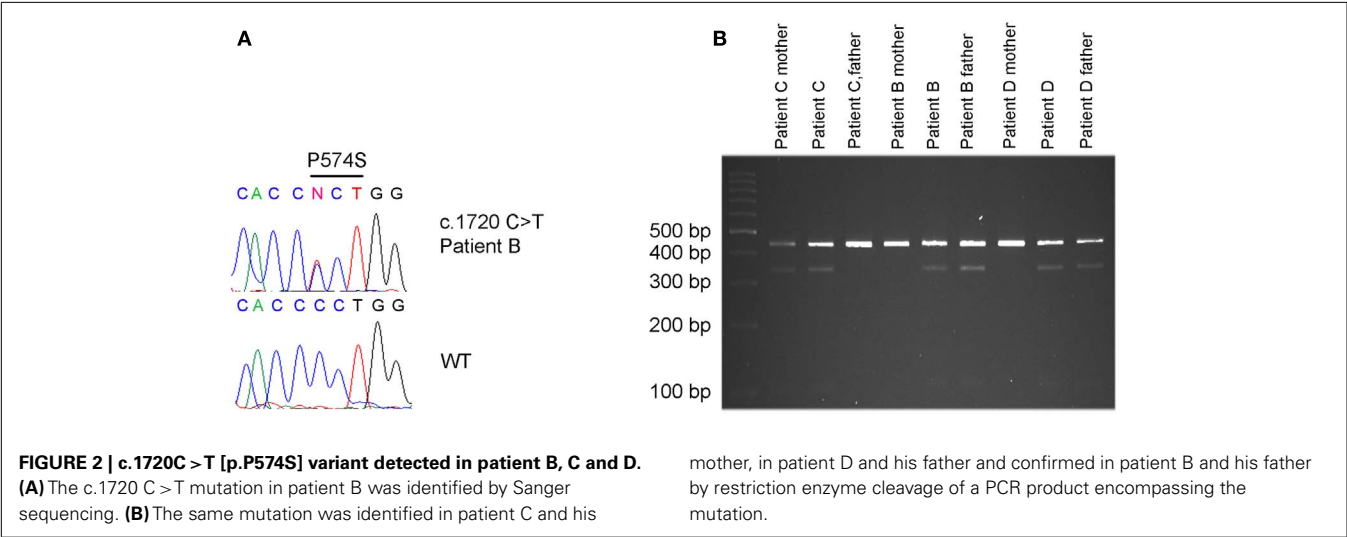 A
P574S
C A C C N C T G G
c.1720 C>T
Patient B
C A C C C C T G G
WT
B
Patient C mother
Patient C
Patient C,father
Patient B mother
Patient B
Patient B father
Patient D mother
Patient D
Patient D father
500 bp
400 bp
300 bp
200 bp
100 bp
FIGURE 2 | c.1720C > T [p.P574S] variant detected in patient B, C and D.
(A) The c.1720 C > T mutation in patient B was identified by Sanger
sequencing. (B) The same mutation was identified in patient C and his
mother, in patient D and his father and confirmed in patient B and his father
by restriction enzyme cleavage of a PCR product encompassing the
mutation.